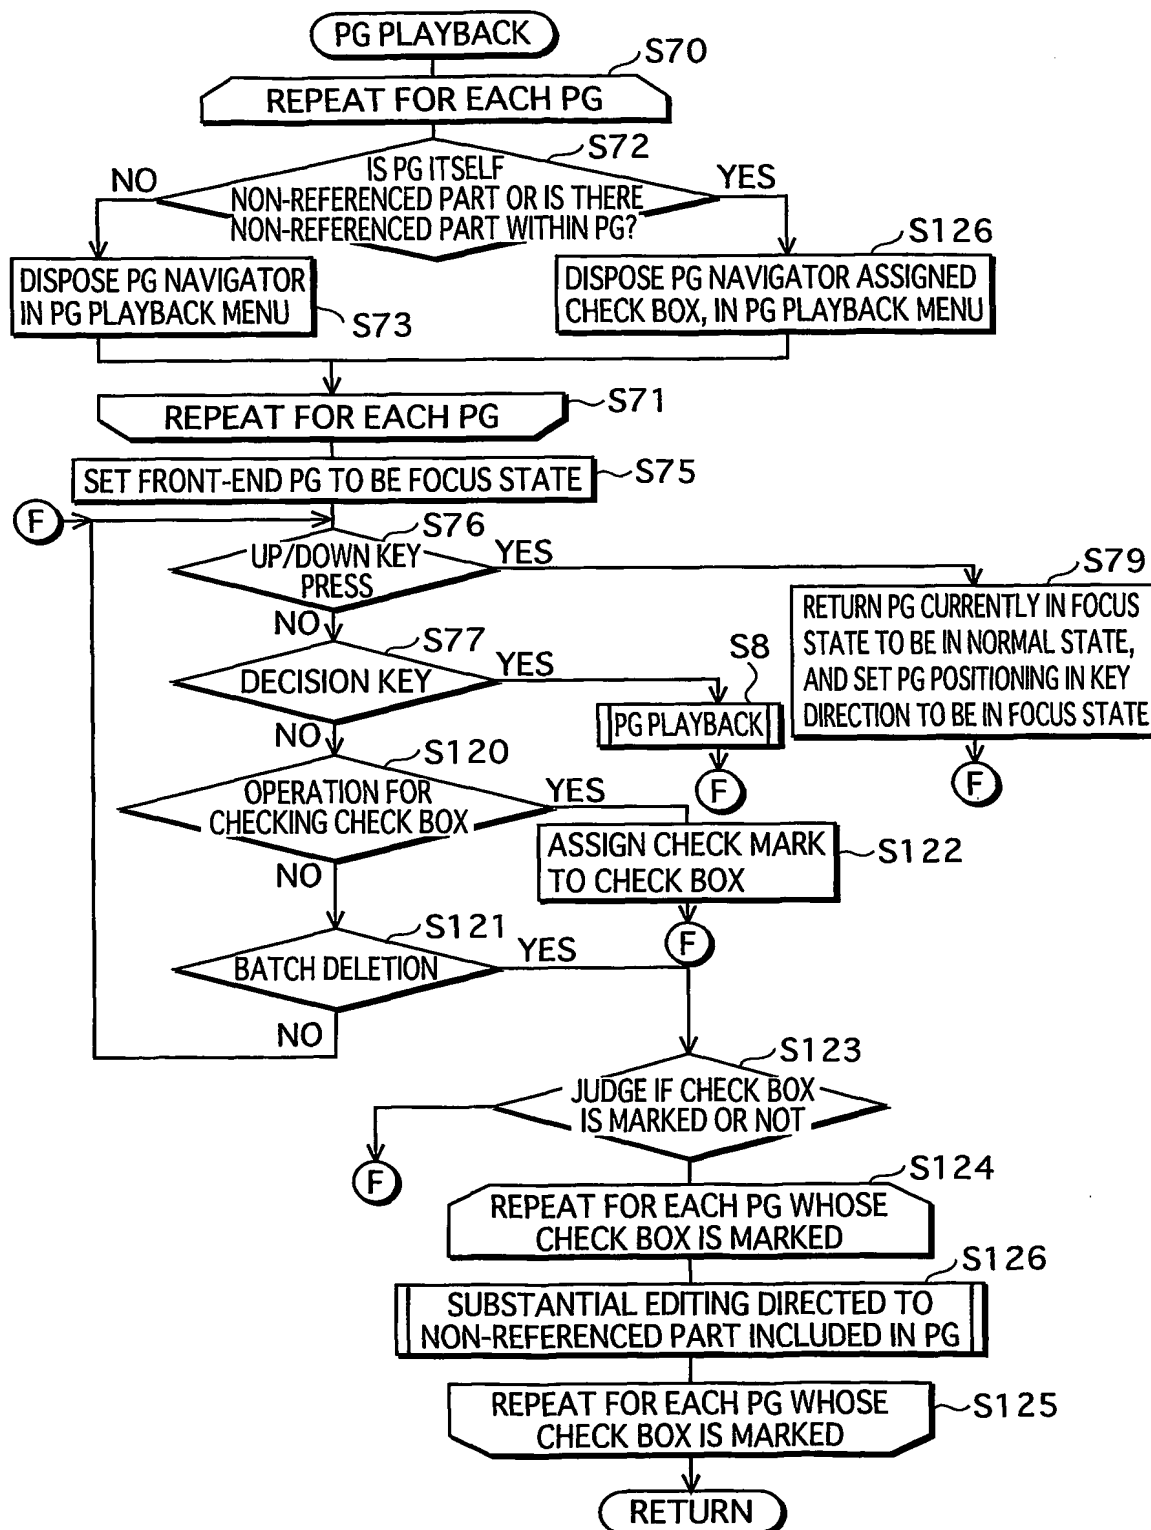 PG PLAYBACK
S70
REPEAT FOR EACH PG
S72
IS PG ITSELF
NON-REFERENCED PART OR IS THERE
NON-REFERENCED PART WITHIN PG?
NO
YES
S126
DISPOSE PG NAVIGATOR
IN PG PLAYBACK MENU
S73
DISPOSE PG NAVIGATOR ASSIGNED
CHECK BOX, IN PG PLAYBACK MENU
REPEAT FOR EACH PG
S71
SET FRONT-END PG TO BE FOCUS STATE
S75
F
S76
UP/DOWN KEY
PRESS
YES
NO
S79
RETURN PG CURRENTLY IN FOCUS
STATE TO BE IN NORMAL STATE,
AND SET PG POSITIONING IN KEY
DIRECTION TO BE IN FOCUS STATE
F
S77
DECISION KEY
YES
NO
S8
PG PLAYBACK
F
S120
OPERATION FOR
CHECKING CHECK BOX
YES
NO
ASSIGN CHECK MARK
TO CHECK BOX
S122
F
S121
BATCH DELETION
YES
NO
S123
JUDGE IF CHECK BOX
IS MARKED OR NOT
F
S124
REPEAT FOR EACH PG WHOSE
CHECK BOX IS MARKED
S126
SUBSTANTIAL EDITING DIRECTED TO
NON-REFERENCED PART INCLUDED IN PG
REPEAT FOR EACH PG WHOSE
CHECK BOX IS MARKED
S125
RETURN